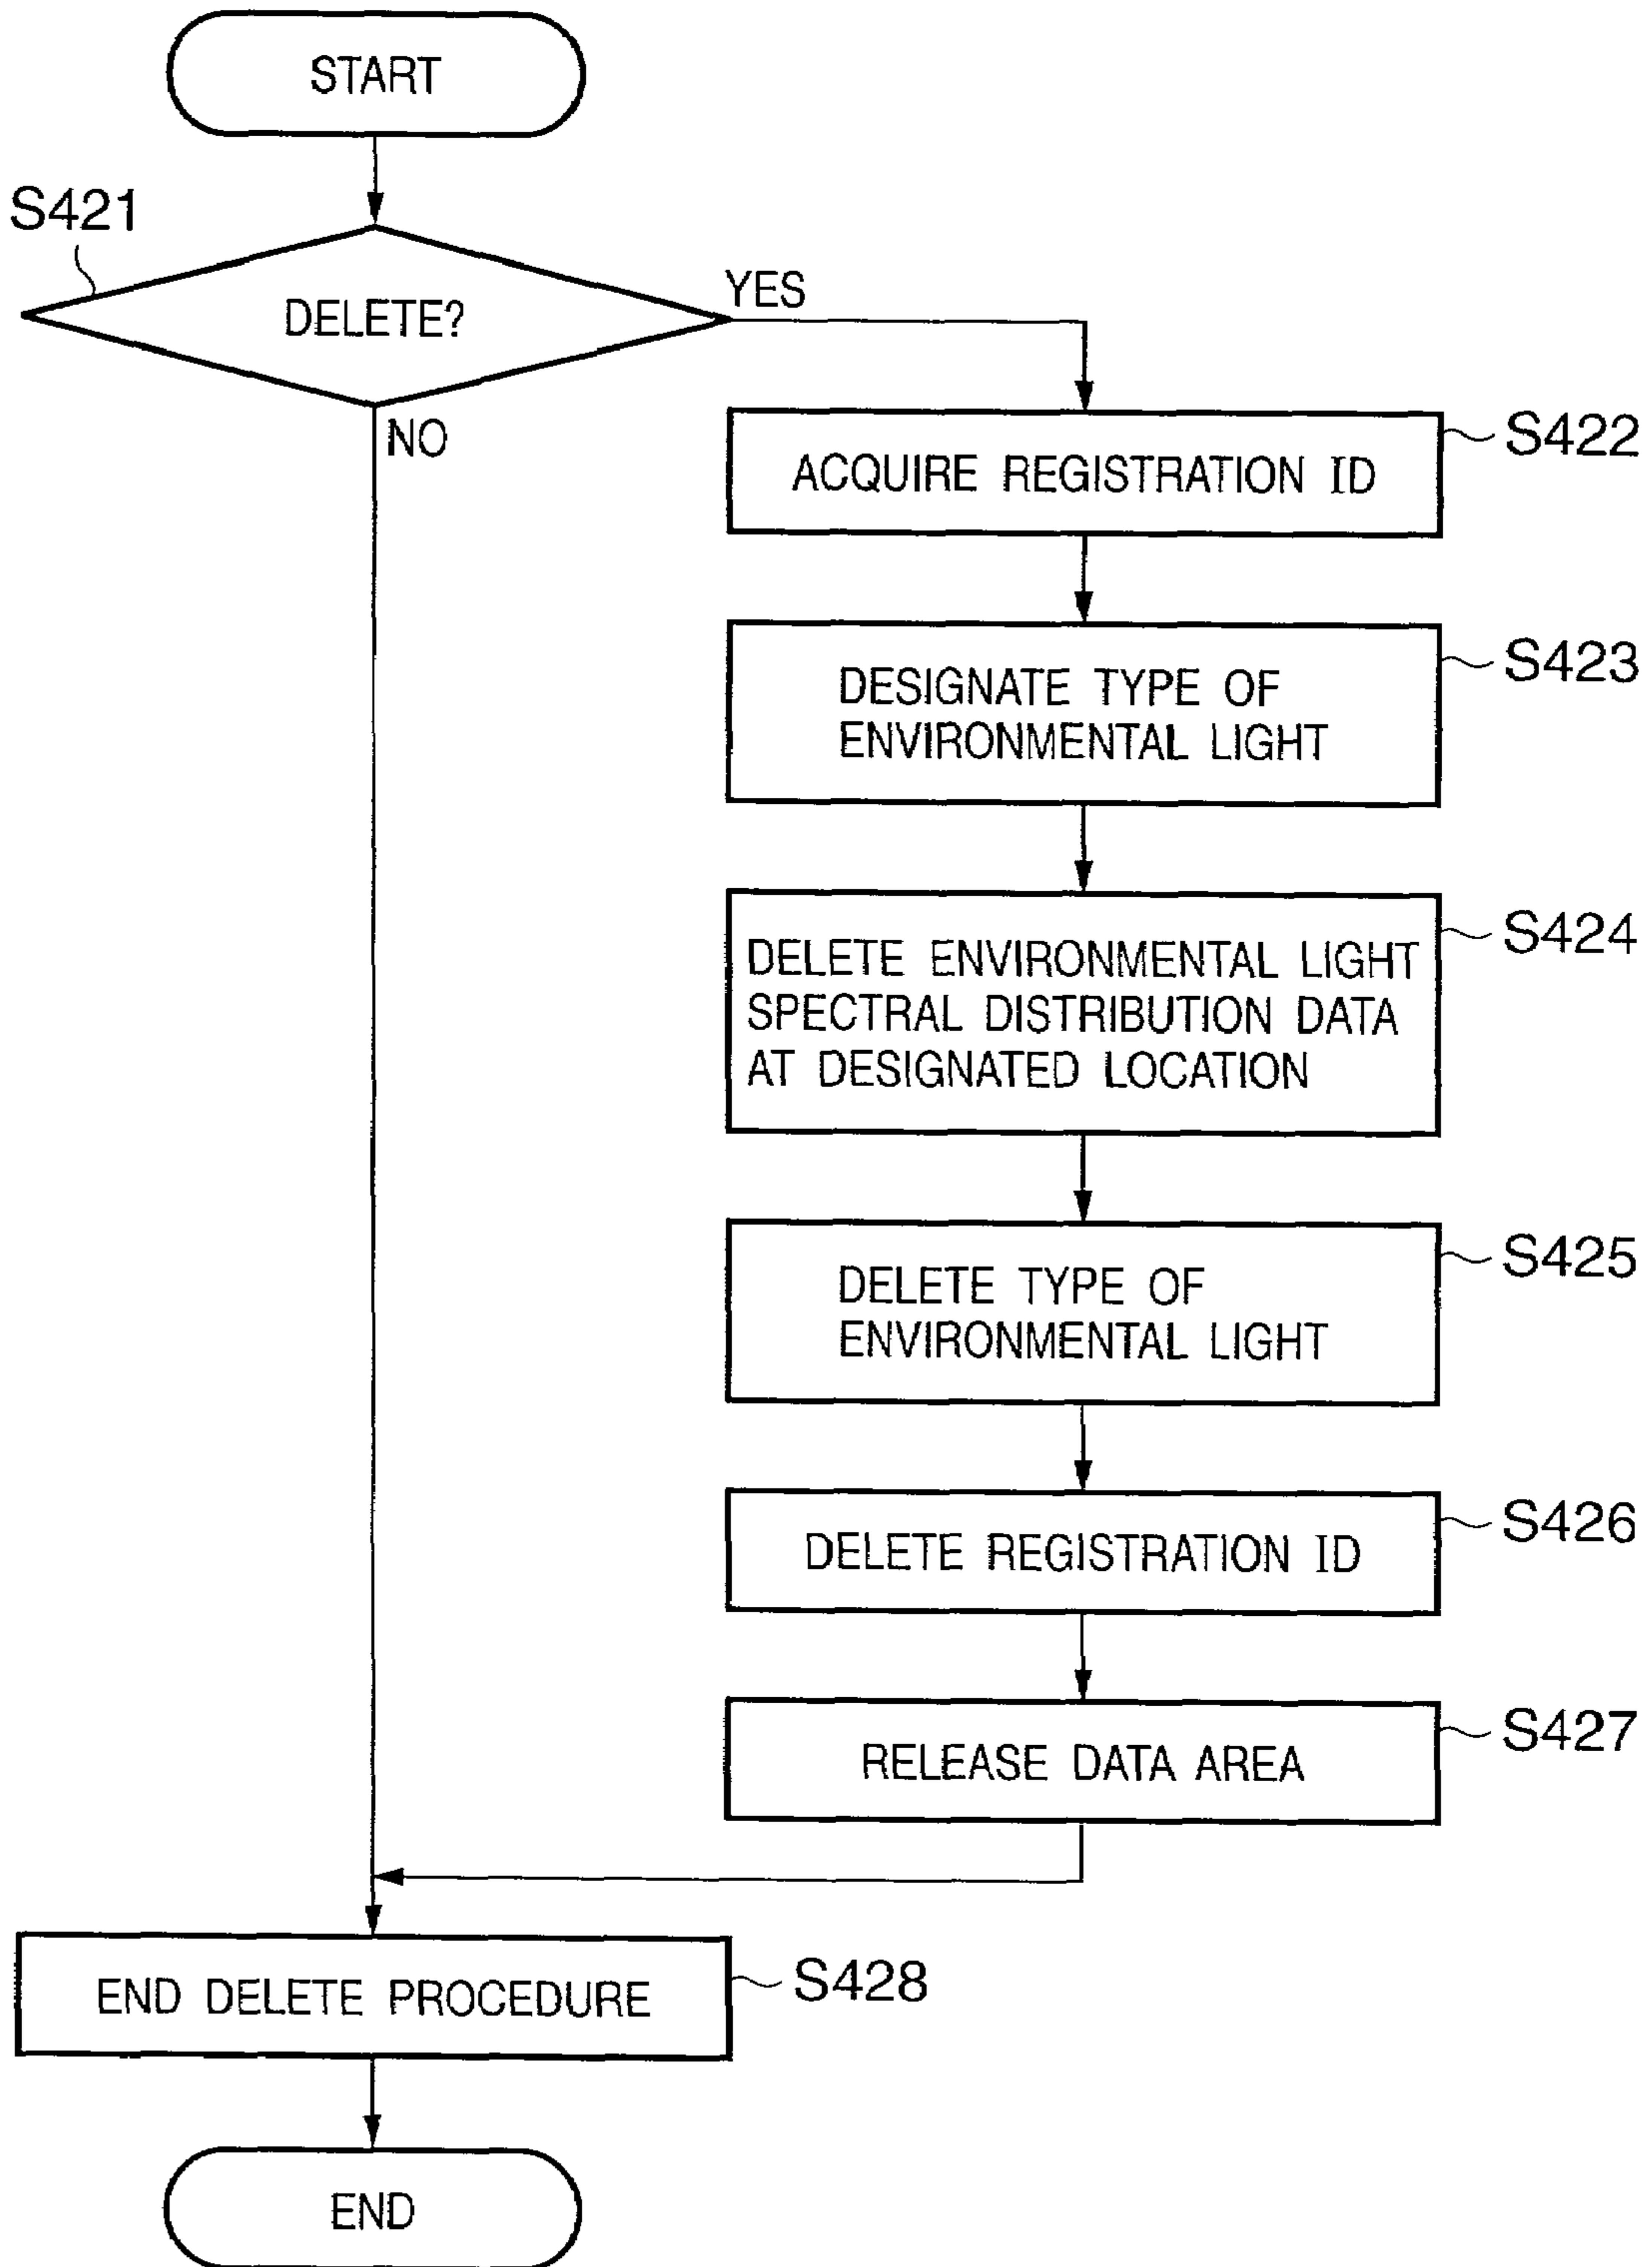 START
S421
DELETE?
YES
NO
ACQUIRE REGISTRATION ID
S422
DESIGNATE TYPE OF
ENVIRONMENTAL LIGHT
S423
DELETE ENVIRONMENTAL LIGHT
SPECTRAL DISTRIBUTION DATA
AT DESIGNATED LOCATION
S424
DELETE TYPE OF
ENVIRONMENTAL LIGHT
S425
DELETE REGISTRATION ID
S426
RELEASE DATA AREA
S427
END DELETE PROCEDURE
S428
END